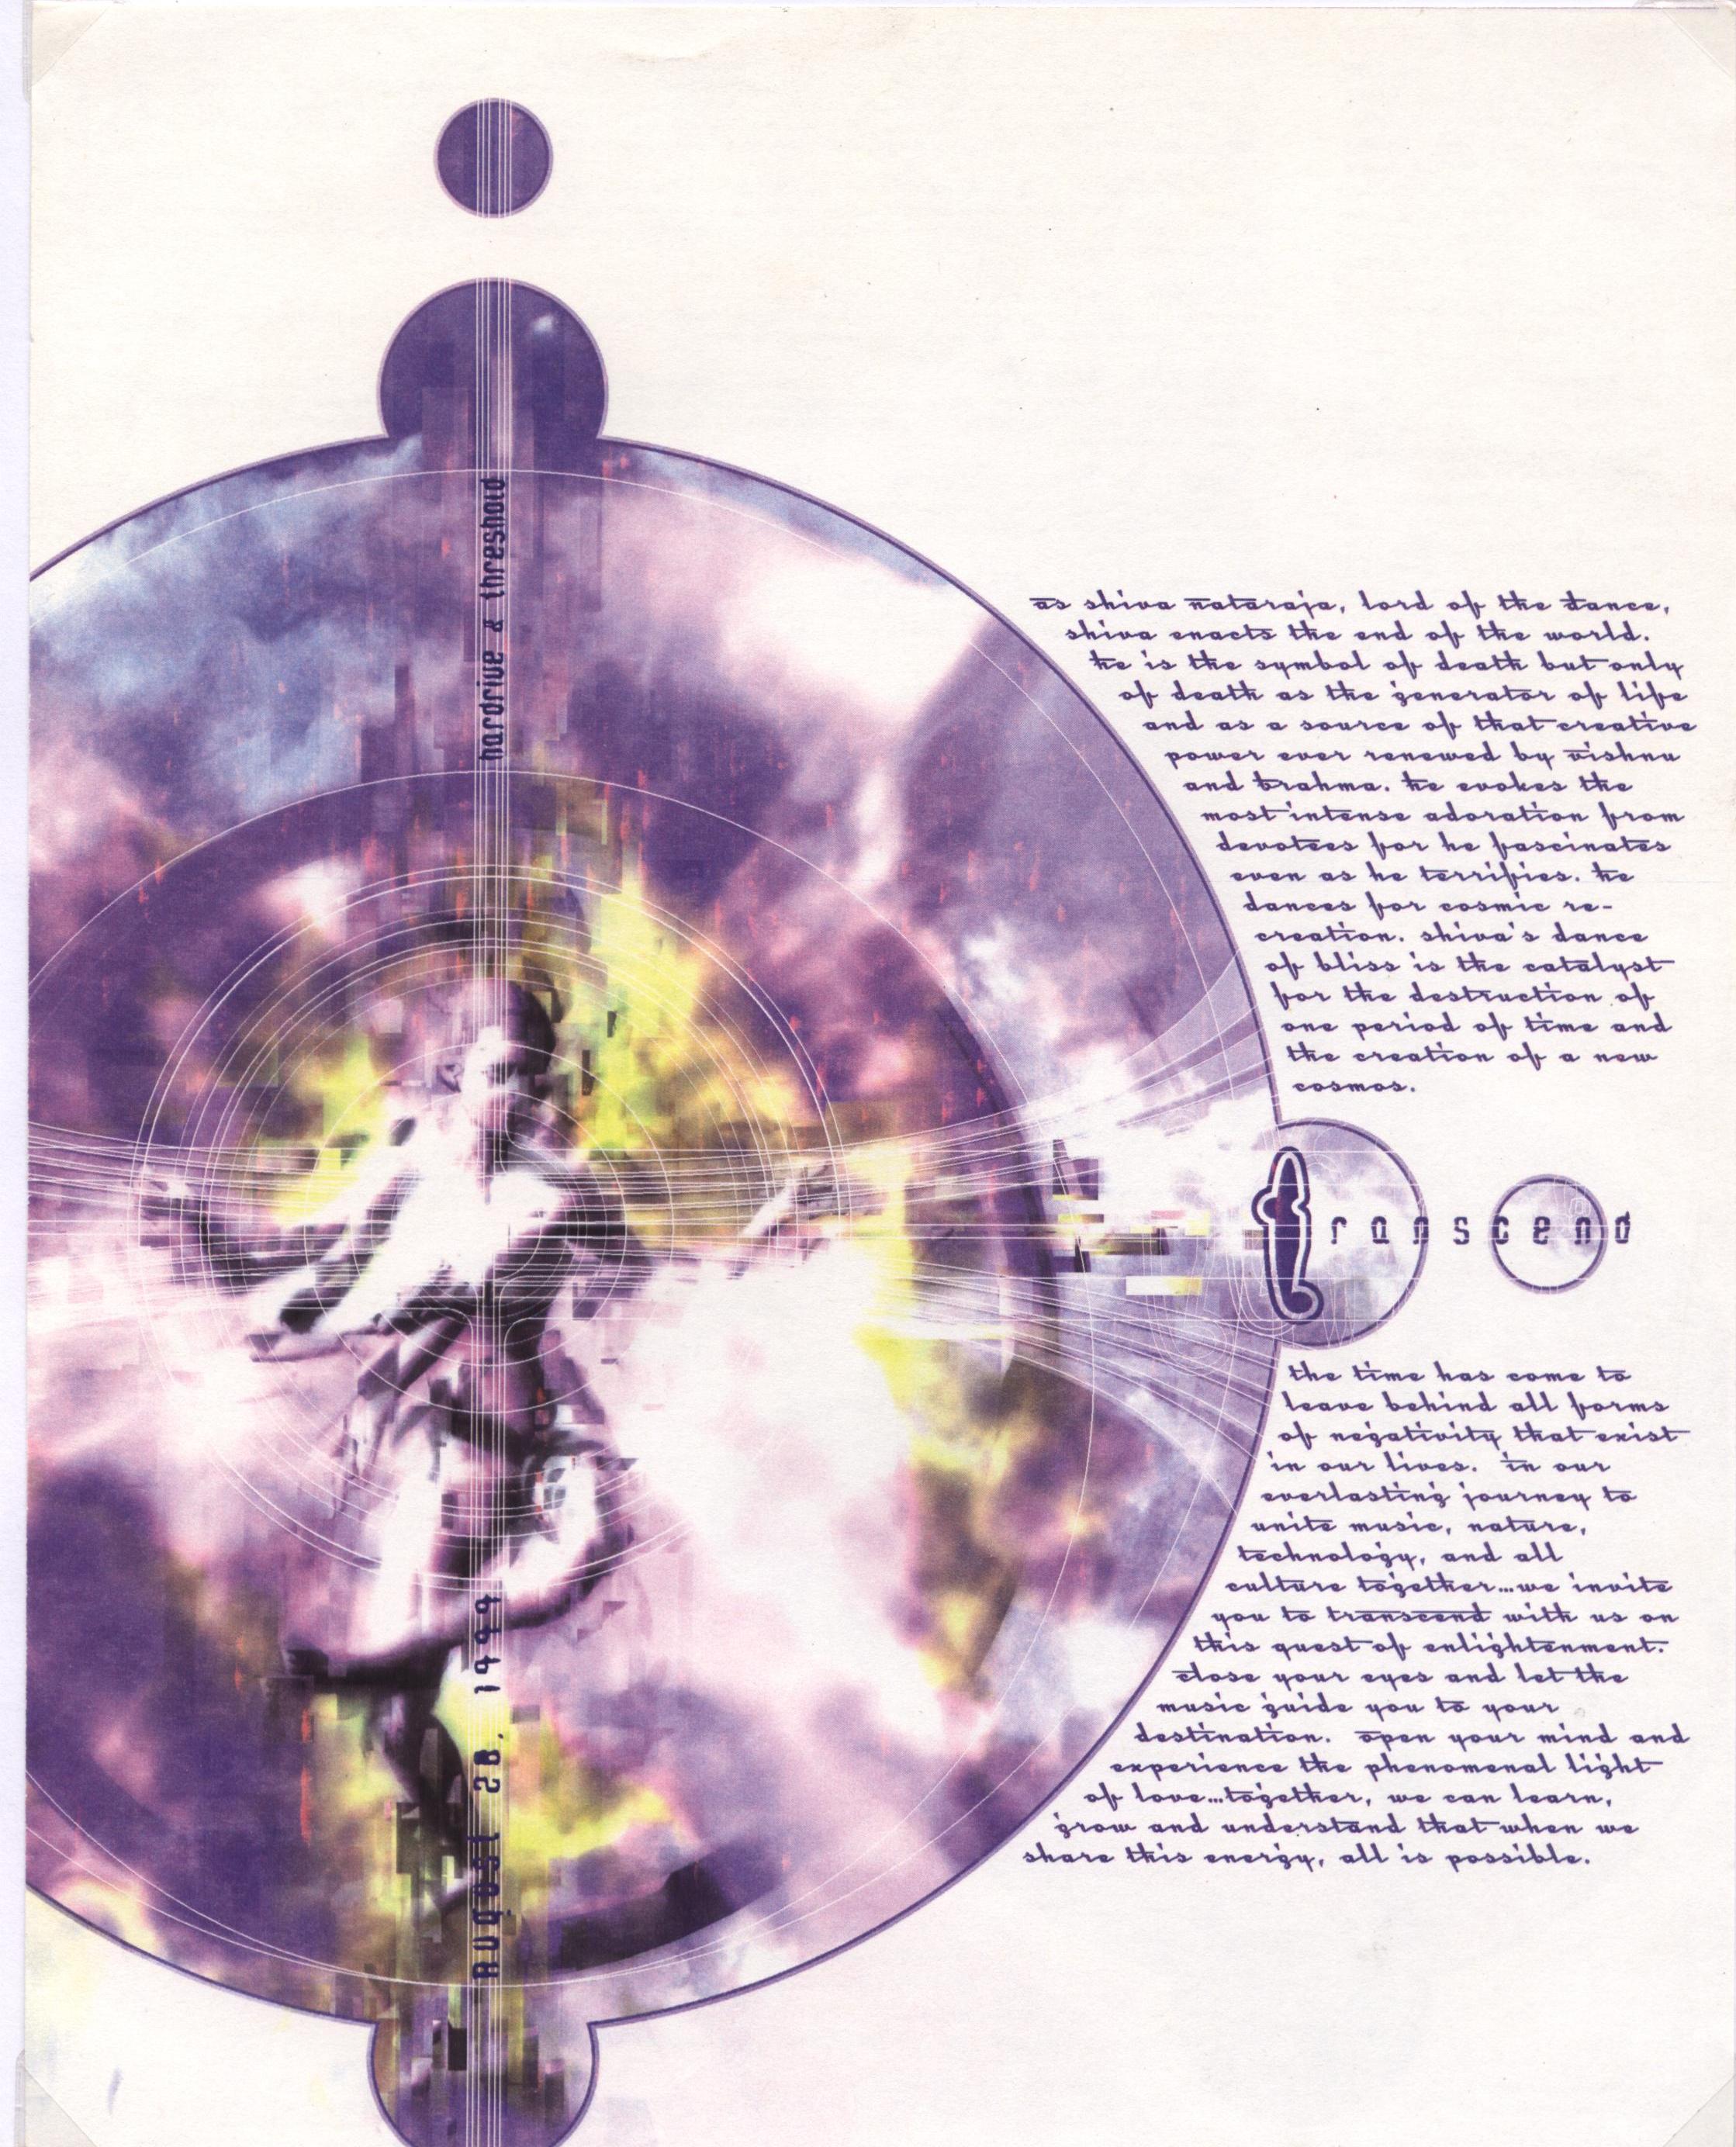 hardrive & threshold
as shiva nataraja, lord of the dance,
shiva enacts the end of the world.
he is the symbol of death but only
of death as the generator of life
and as a source of that creative
power ever renewed by vishnu
and brahma. he evokes the
most intense adoration from
devotees for he fascinates
even as he terrifies. he
dances for cosmic re-
creation. shiva's dance
of bliss is the catalyst
for the destruction of
one period of time and
the creation of a new
cosmos.
transcend
the time has come to
leave behind all forms
of negativity that exist
in our lives. in our
everlasting journey to
unite music, nature,
technology, and all
culture together...we invite
you to transcend with us on
this quest of enlightenment.
close your eyes and let the
music guide you to your
destination. open your mind and
experience the phenomenal light
of love...together, we can learn,
grow and understand that when we
share this energy, all is possible.
august 28. 1999